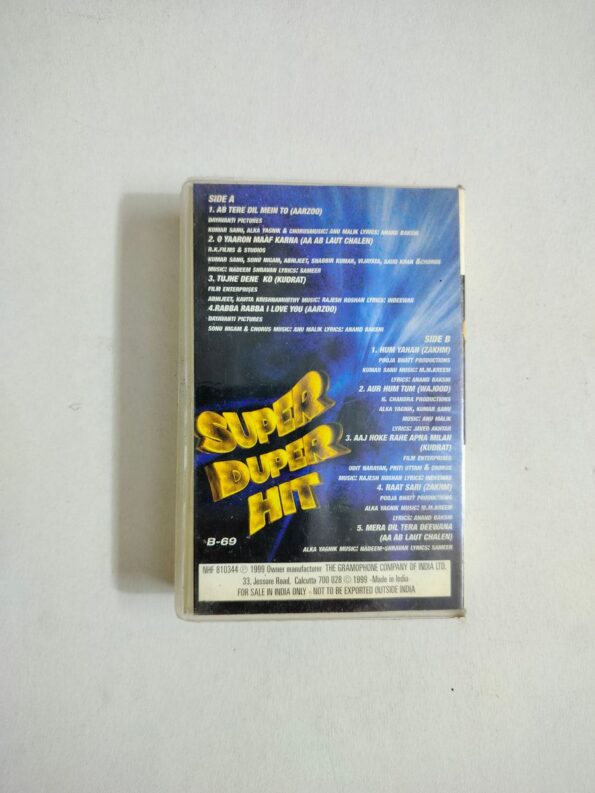 SIDE A
1. AB TERE DIL MEIN TO (AARZOO)
DAYAVANTI PICTURES
KUMAR SANU, ALKA YAGNIK & CHORUSMUSIC: ANU MALIK LYRICS: ANAND BAKSHI
2. O YAARON MAAF KARNA (AA AB LAUT CHALEN)
R.K.FILMS & STUDIOS
KUMAR SANU, SONU NIGAM, ABHIJEET, SHABBIR KUMAR, VIJAYATA, SAUD KHAN &CHORUS
MUSIC: NADEEM SHRAVAN LYRICS: SAMEER
3. TUJHE DENE KO (KUDRAT)
FILM ENTERPRISES
ABHIJEET, KAVITA KRISHNAMURTHY MUSIC: RAJESH ROSHAN LYRICS: INDEEWAR
4.RABBA RABBA I LOVE YOU (AARZOO)
DAYAVANTI PICTURES
SONU NIGAM & CHORUS MUSIC: ANU MALIK LYRICS: ANAND BAKSHI
SIDE B
1. HUM YAHAN (ZAKHM)
POOJA BHATT PRODUCTIONS
KUMAR SANU MUSIC: M.M.KREEM
LYRICS: ANAND BAKSHI
2. AUR HUM TUM (WAJOOD)
N. CHANDRA PRODUCTIONS
ALKA YAGNIK, KUMAR SANU
MUSIC: ANU MALIK
LYRICS: JAVED AKHTAR
3. AAJ HOKE RAHE APNA MILAN
(KUDRAT)
FILM ENTERPRISES
UDIT NARAYAN, PRITI UTTAM & CHORUS
MUSIC: RAJESH ROSHAN LYRICS: INDEEWAR
4. RAAT SARI (ZAKHM)
POOJA BHATT PRODUCTIONS
ALKA YAGNIK MUSIC: M.M.KREEM
LYRICS: ANAND BAKSHI
5. MERA DIL TERA DEEWANA
(AA AB LAUT CHALEN)
ALKA YAGNIK MUSIC: NADEEM-SHRAVAN LYRICS: SAMEER
SUPER
DUPER
HIT
B-69
NHF 810344 ℗ 1999 Owner manufacturer THE GRAMOPHONE COMPANY OF INDIA LTD.
33, Jessore Road, Calcutta 700 028 © 1999 -Made in India
FOR SALE IN INDIA ONLY - NOT TO BE EXPORTED OUTSIDE INDIA